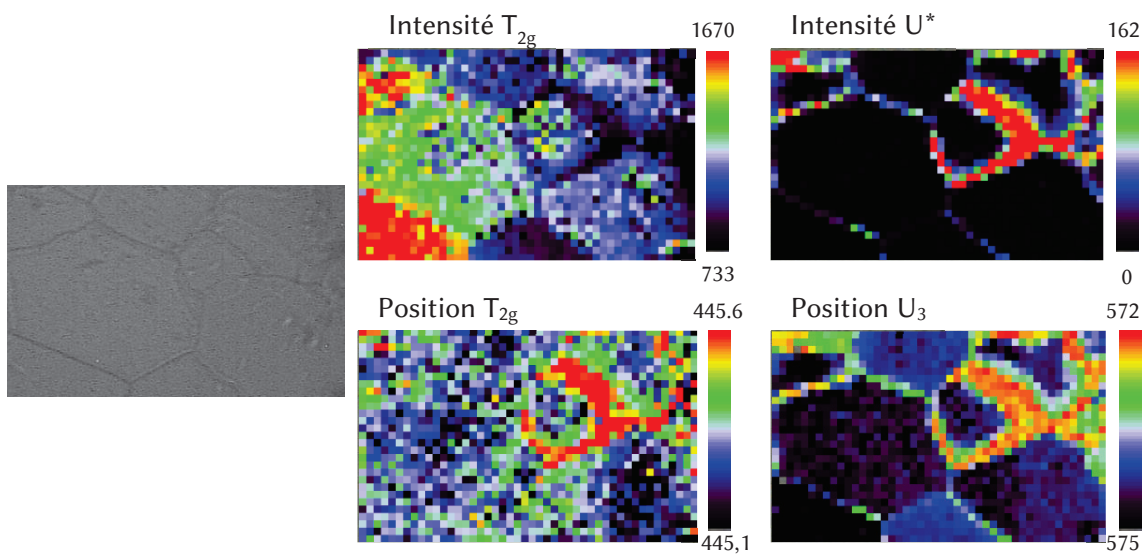 Intensité T2g
1670
733
Intensité U*
162
0
Position T2g
445.6
445,1
Position U3
572
575